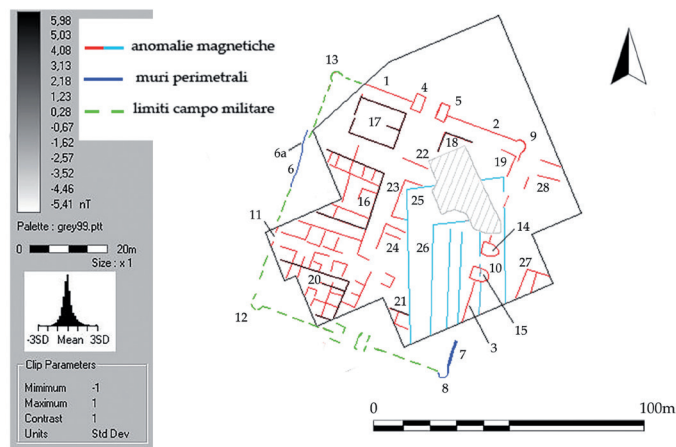 5,98
5,03
4,08
3,13
2,18
1,23
0,28
-0,67
-1,62
-2,57
-3,52
-4,46
-5,41 nT
Palette : grey99.ptt
0 20m
Size : x 1
-3SD Mean 3SD
Clip Parameters
Mimimum -1
Maximum 1
Contrast 1
Units Std Dev
anomalie magnetiche
muri perimetrali
limiti campo militare
13
1
4
5
2
9
17
18
19
22
28
6a
6
23
16
25
11
24
26
14
10
27
20
21
12
15
3
7
8
0 100m